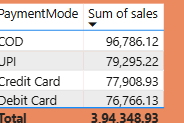 PaymentMode Sum of sales
COD 96,786.12
UPI 79,295.22
Credit Card 77,908.93
Debit Card 76,766.13
Total 3,94,348.93